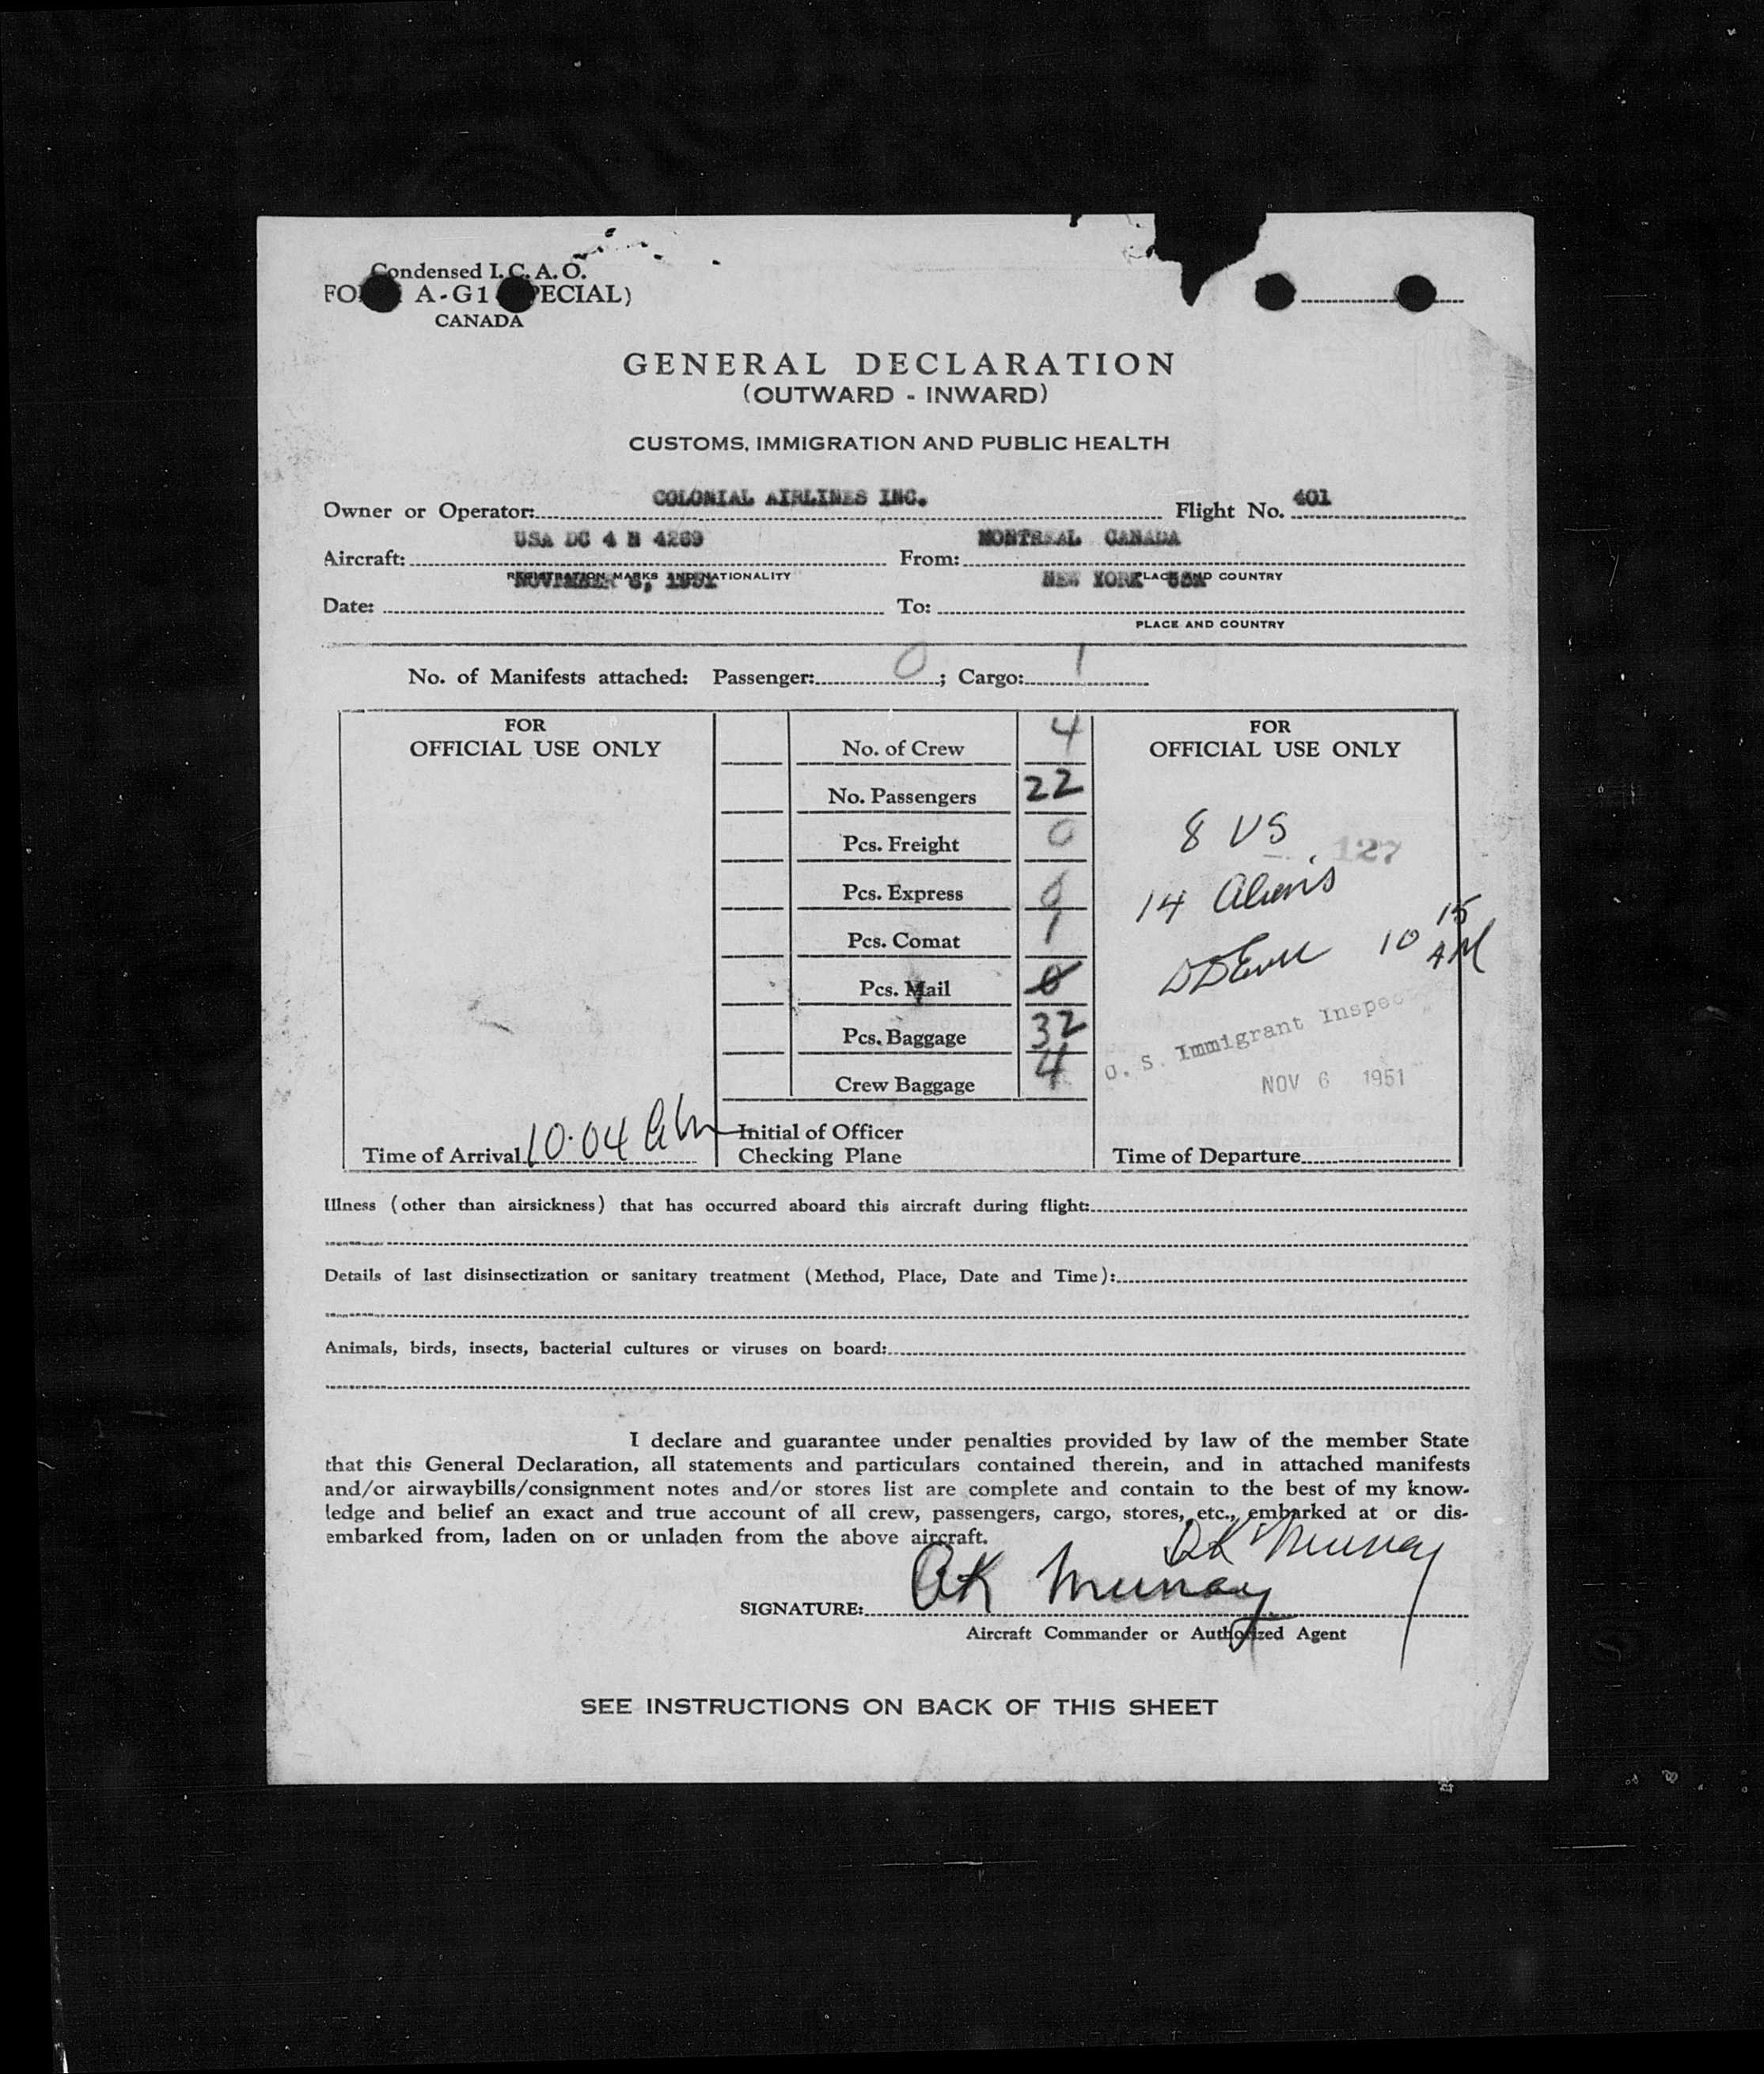 Condensed I. C. A. O.
A-G1
CANADA
GENERAL DECLARATION
(OUTWARD - INWARD)
CUSTOMS, IMMIGRATION AND PUBLIC HEALTH
Owner or Operator: COLONIAL AIRLINES INC. Flight No. 401
Aircraft: USA DC 4 N 4269 From: MONTREAL CANADA
REGISTRATION MARKS AND NATIONALITY PLACE AND COUNTRY
Date: NOVEMBER 6, 1951 To: NEW YORK USA
PLACE AND COUNTRY
No. of Manifests attached: Passenger: 0 ; Cargo: 1
FOR
OFFICIAL USE ONLY
No. of Crew 4
No. Passengers 22
Pcs. Freight 0
Pcs. Express 0
Pcs. Comat 1
Pcs. Mail 0
Pcs. Baggage 32
Crew Baggage 4
FOR
OFFICIAL USE ONLY
8 US
127
14 Aliens
10 15
AM
U. S. Immigrant Inspec
NOV 6 1951
Time of Arrival 10.04 am
Initial of Officer
Checking Plane
Time of Departure
Illness (other than airsickness) that has occurred aboard this aircraft during flight:
Details of last disinsectization or sanitary treatment (Method, Place, Date and Time):
Animals, birds, insects, bacterial cultures or viruses on board:
I declare and guarantee under penalties provided by law of the member State
that this General Declaration, all statements and particulars contained therein, and in attached manifests
and/or airwaybills/consignment notes and/or stores list are complete and contain to the best of my know-
ledge and belief an exact and true account of all crew, passengers, cargo, stores, etc., embarked at or dis-
embarked from, laden on or unladen from the above aircraft.
Murray
SIGNATURE: Murray
Aircraft Commander or Authorized Agent
SEE INSTRUCTIONS ON BACK OF THIS SHEET